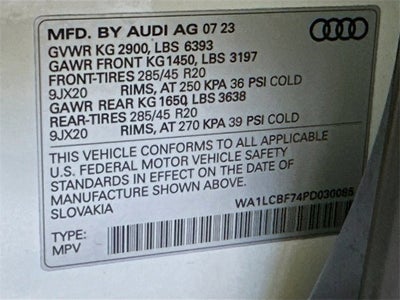 MFD. BY AUDI AG 07 23
GVWR KG 2900, LBS 6393
GAWR FRONT KG1450, LBS 3197
FRONT-TIRES 285/45 R20
9JX20 RIMS, AT 250 KPA 36 PSI COLD
GAWR REAR KG 1650, LBS 3638
REAR-TIRES 285/45 R20
9JX20 RIMS, AT 270 KPA 39 PSI COLD
THIS VEHICLE CONFORMS TO ALL APPLICABLE
U.S. FEDERAL MOTOR VEHICLE SAFETY
STANDARDS IN EFFECT ON THE DATE OF
MANUFACTURE SHOWN ABOVE.
SLOVAKIA
WA1LCBF74PD030085
TYPE:
MPV